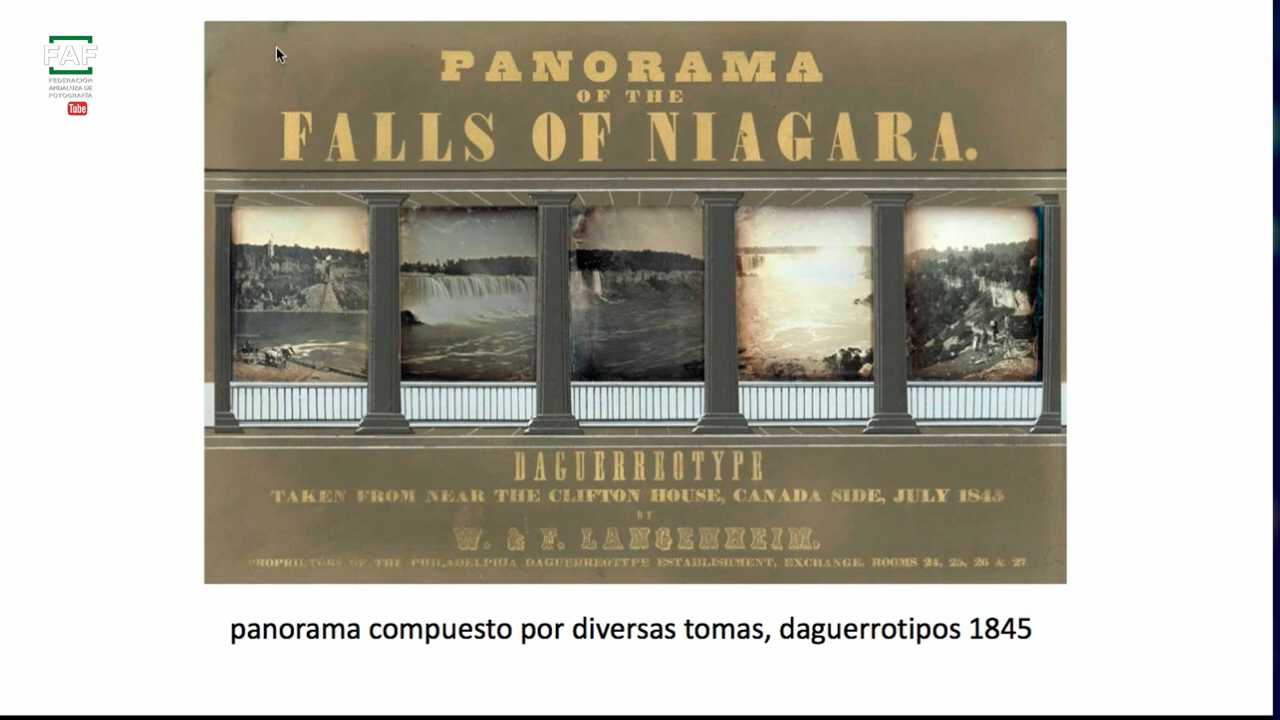 FAF
FEDERACIÓN
ANDALUZA DE
FOTOGRAFÍA
Tube
PANORAMA
OF THE
FALLS OF NIAGARA.
DAGUERREOTYPE
TAKEN FROM NEAR THE CLIFTON HOUSE, CANADA SIDE, JULY 1845
BY
W. & F. LANGENHEIM.
PROPRIETORS OF THE PHILADELPHIA DAGUERREOTYPE ESTABLISHMENT, EXCHANGE. ROOMS 24, 25, 26 & 27
panorama compuesto por diversas tomas, daguerrotipos 1845